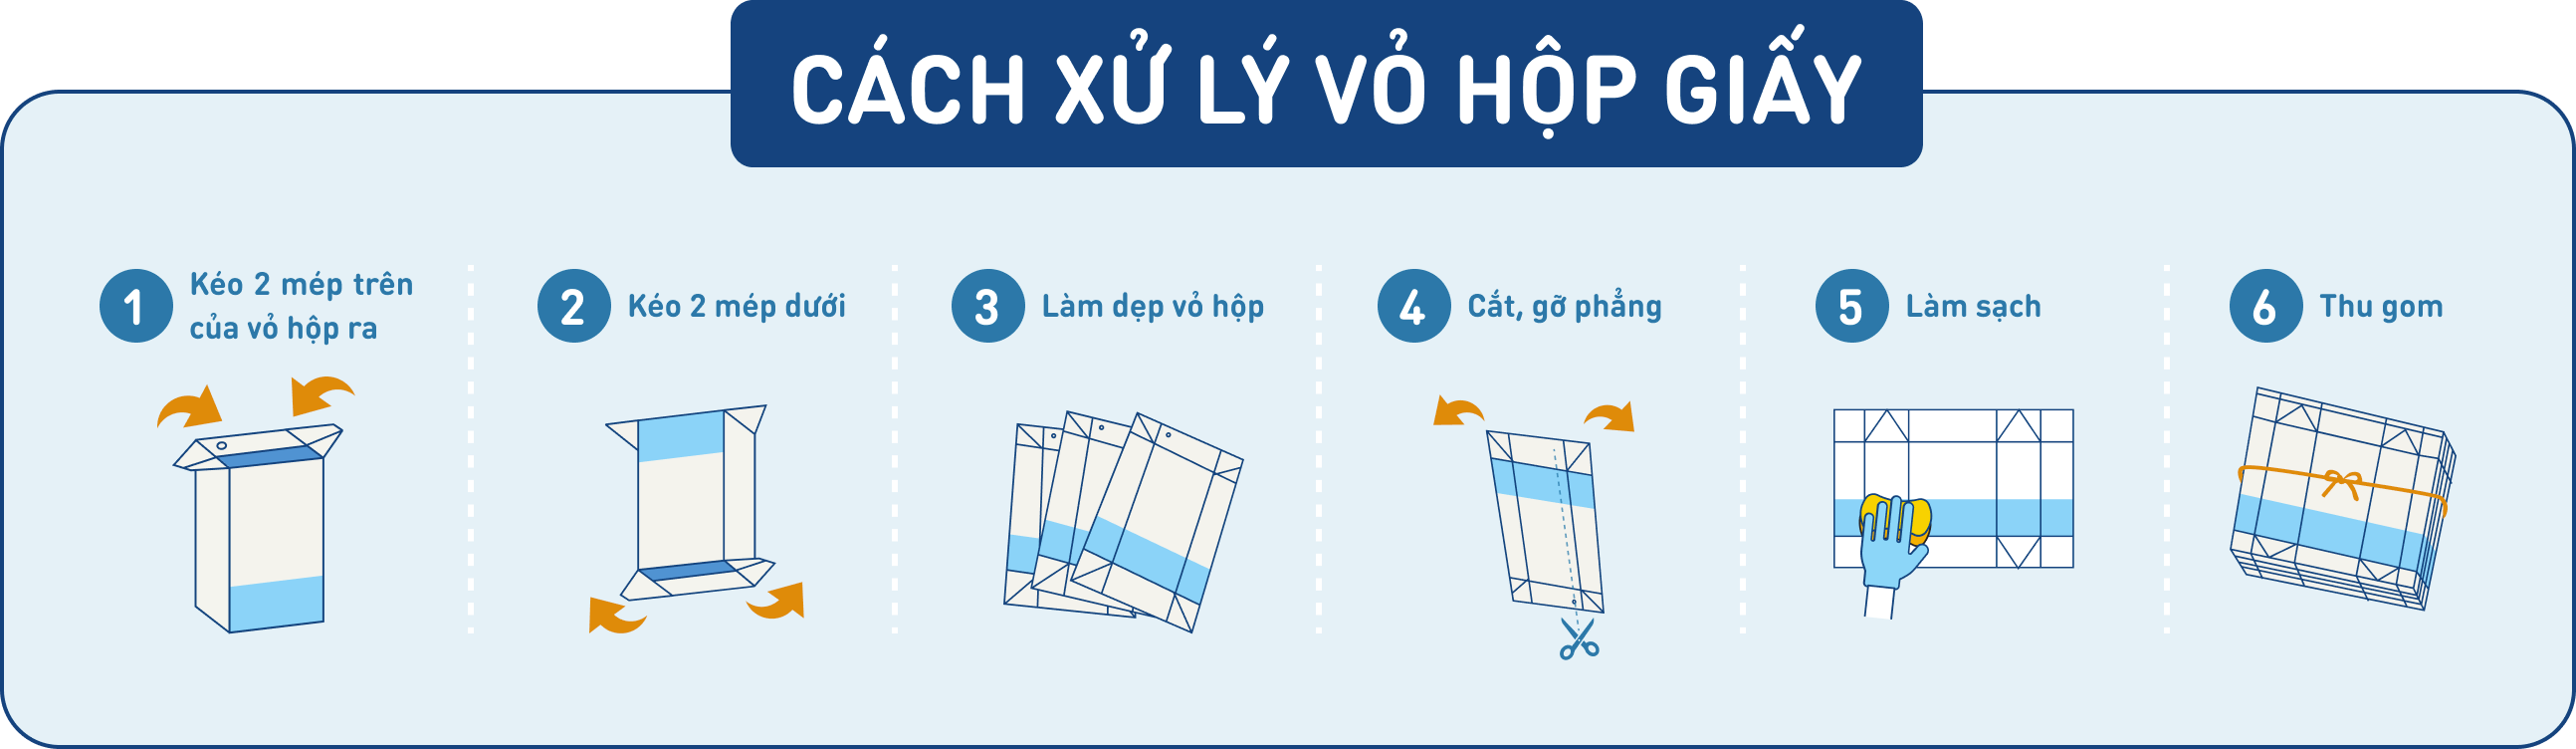 CÁCH XỬ LÝ VỎ HỘP GIẤY
1
Kéo 2 mép trên
của vỏ hộp ra
2
Kéo 2 mép dưới
3
Làm dẹp vỏ hộp
4
Cắt, gỡ phẳng
5
Làm sạch
6
Thu gom